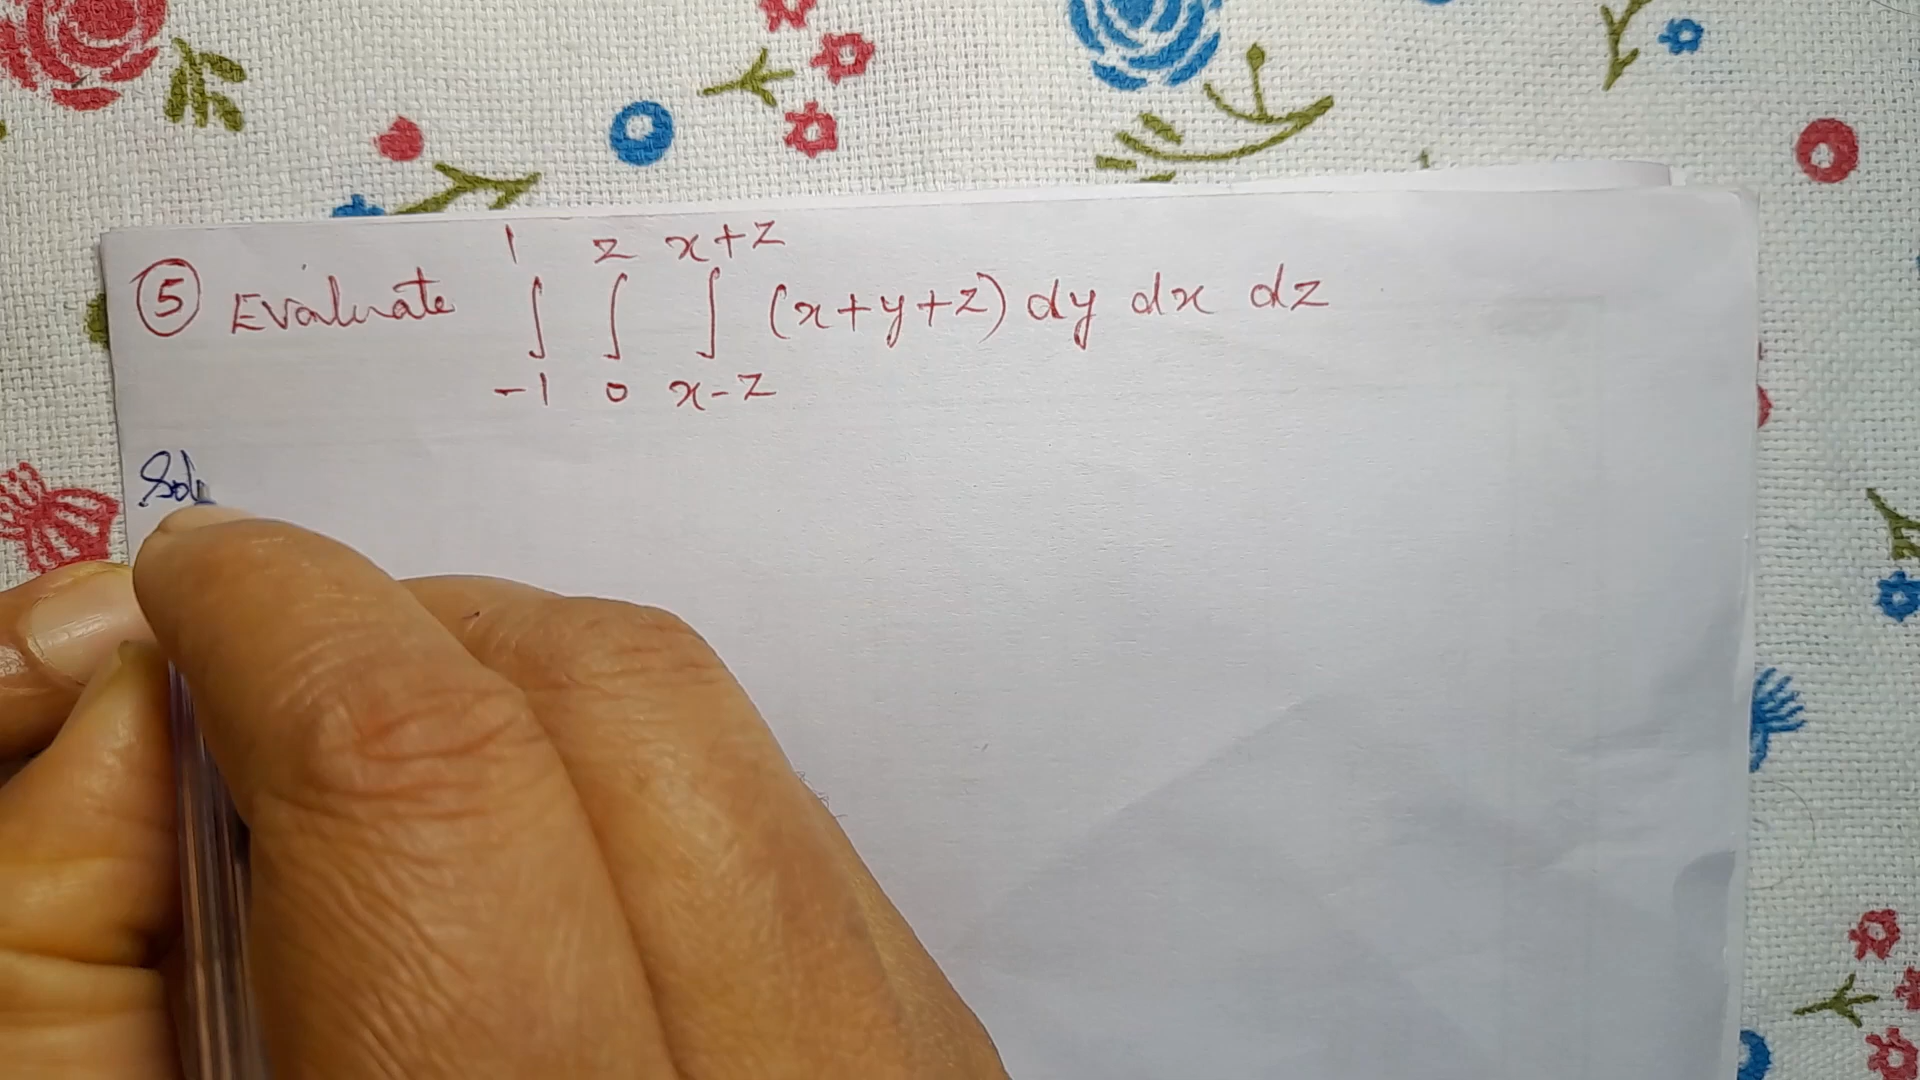 1 z x+z
⑤ Evaluate ∫ ∫ ∫ (x+y+z) dy dx dz
-1 0 x-z
Sol